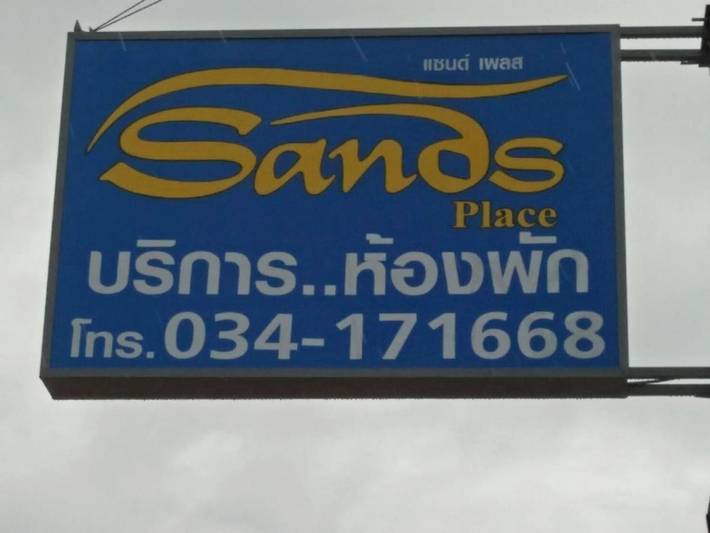 แซนด์ เพลส
Sands
Place
บริการ..ห้องพัก
โทร.034-171668